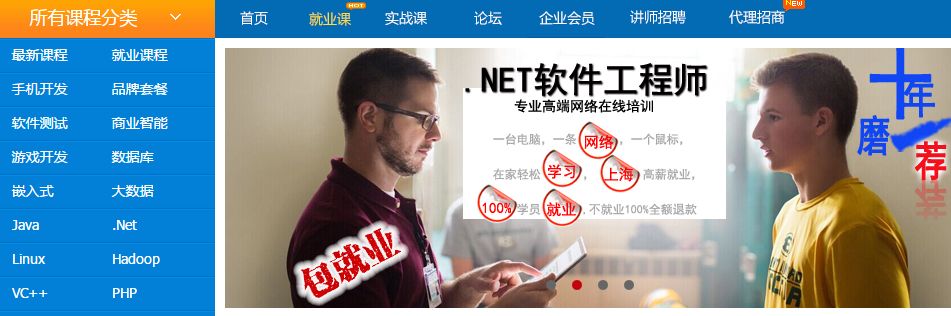 所有课程分类
首页 就业课 HOT 实战课 论坛 企业会员 讲师招聘 代理招商 NEW
最新课程 就业课程
手机开发 品牌套餐
软件测试 商业智能
游戏开发 数据库
嵌入式 大数据
Java .Net
Linux Hadoop
VC++ PHP
.NET软件工程师
专业高端网络在线培训
一台电脑，一条 网络，一个鼠标，
在家轻松 学习，上海 高薪就业，
100% 学员 就业，不就业100%全额退款
包就业
十年
磨一
荐